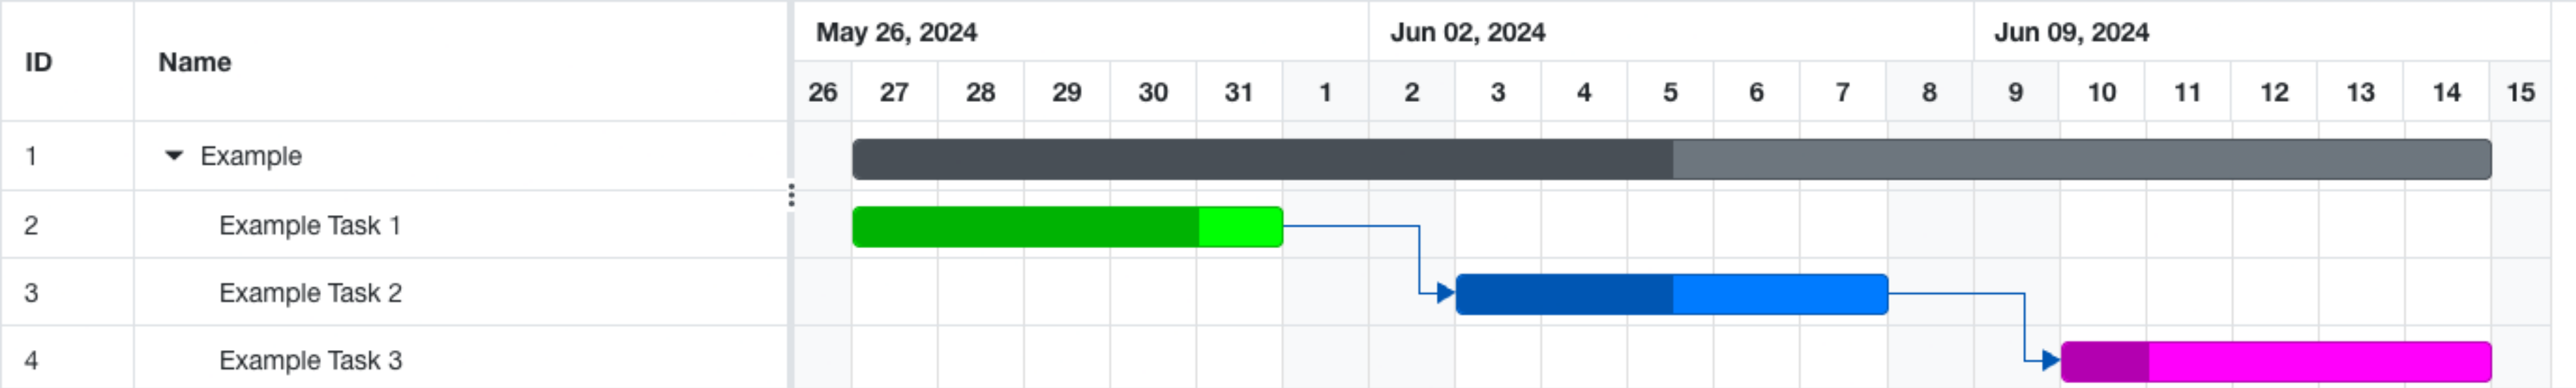 ID Name May 26, 2024 Jun 02, 2024 Jun 09, 2024
26 27 28 29 30 31 1 2 3 4 5 6 7 8 9 10 11 12 13 14 15
1 Example
2 Example Task 1
3 Example Task 2
4 Example Task 3